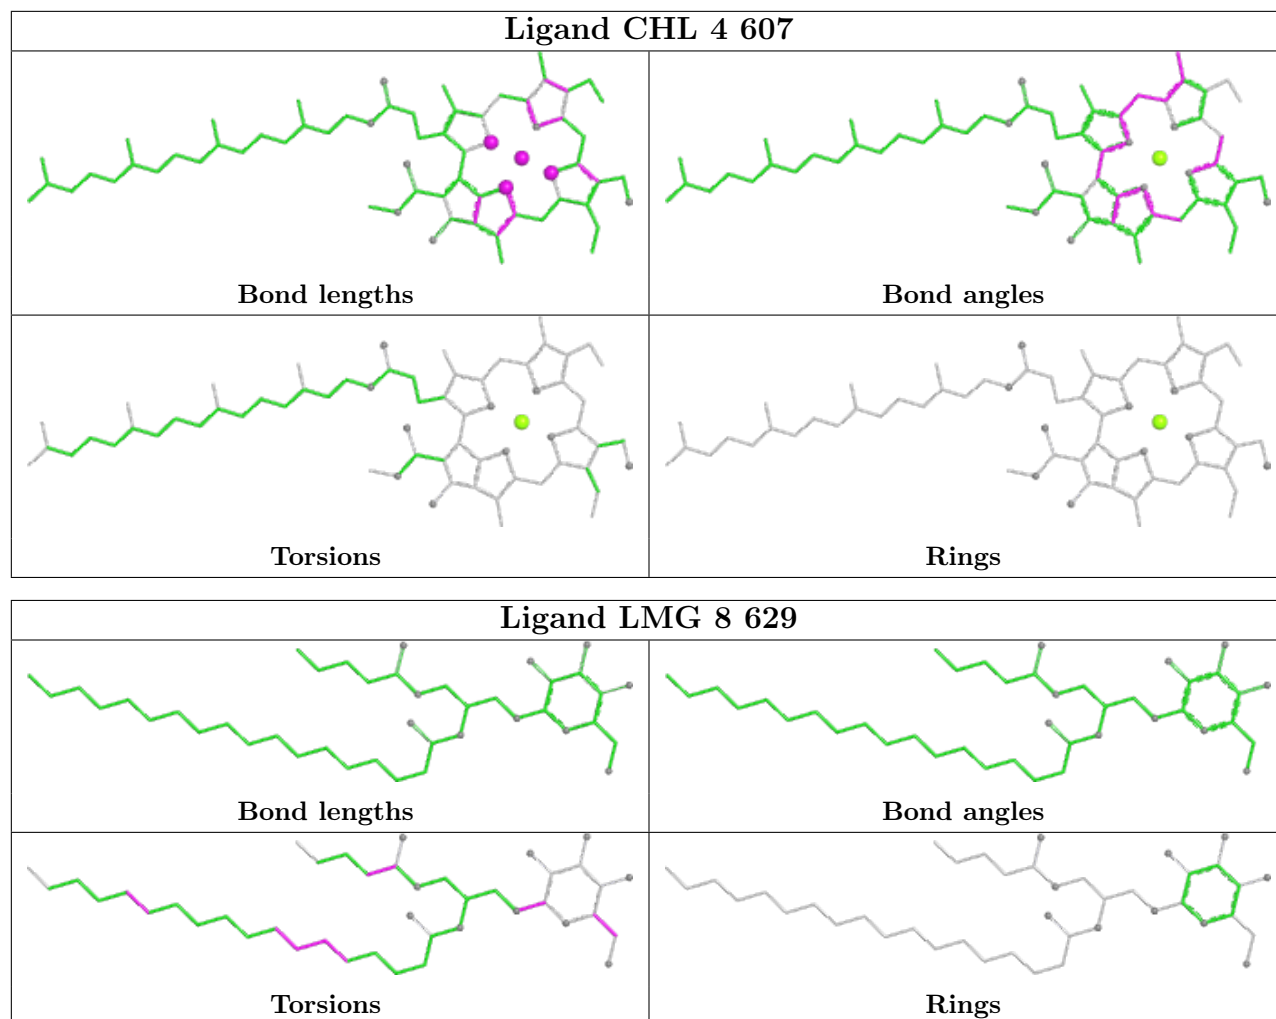 Ligand CHL 4 607
Bond lengths
Bond angles
Torsions
Rings
Ligand LMG 8 629
Bond lengths
Bond angles
Torsions
Rings